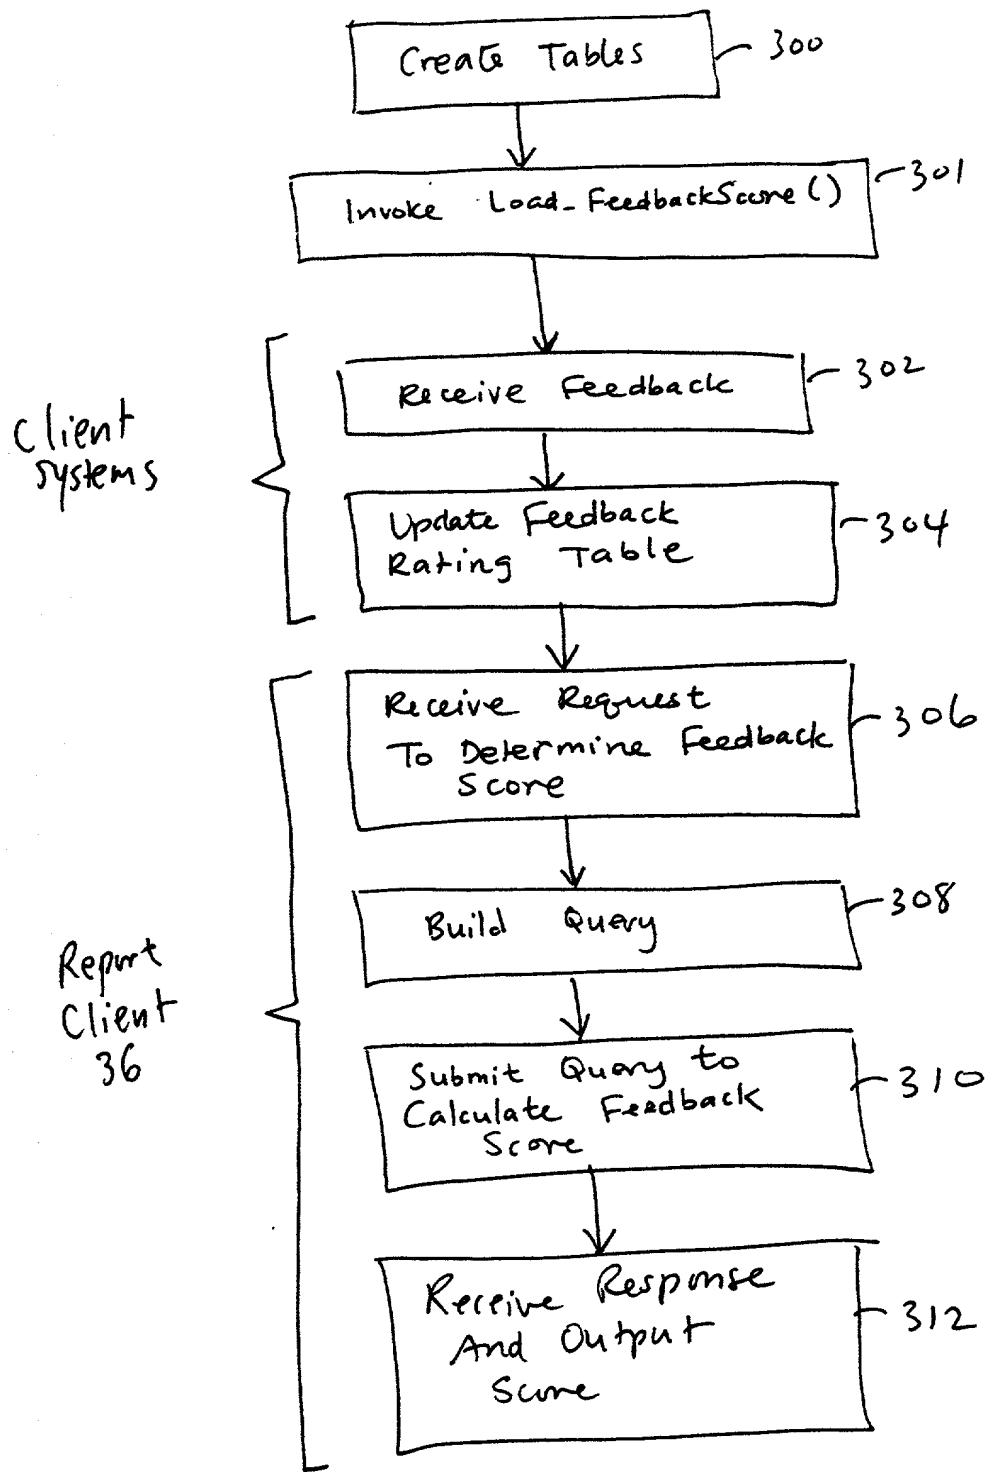 Create Tables
300
Invoke Load_FeedbackScore()
301
Receive Feedback
302
Client
systems
Update Feedback
Rating Table
304
Receive Request
To Determine Feedback
Score
306
Build Query
308
Report
Client
36
Submit Query to
Calculate Feedback
Score
310
Receive Response
And Output
Score
312